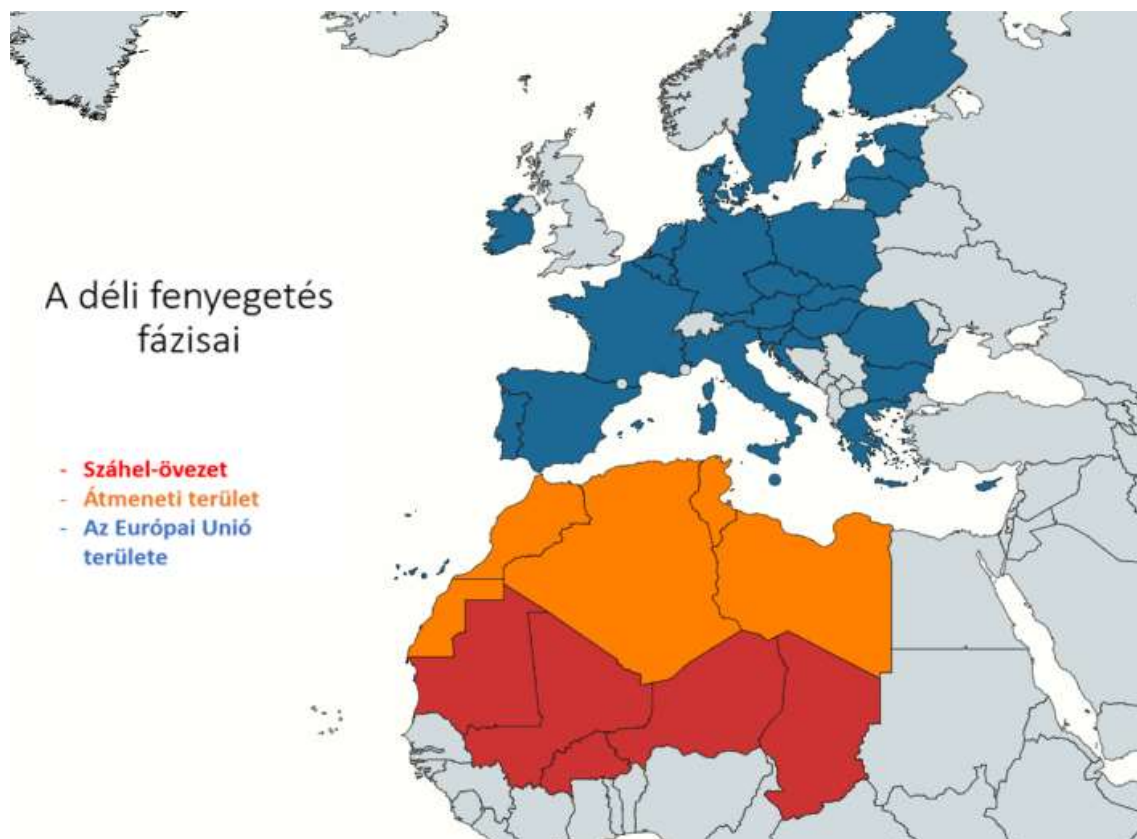 A déli fenyegetés
fázisai
- Száhel-övezet
- Átmeneti terület
- Az Európai Unió
területe